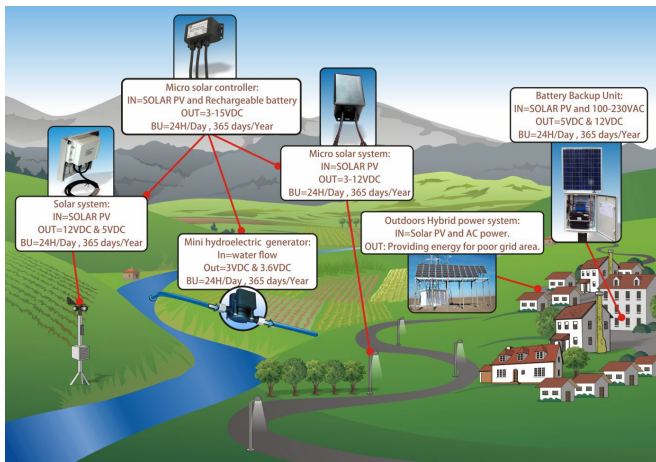 Micro solar controller:
IN=SOLAR PV and Rechargeable battery
OUT=3-15VDC
BU=24H/Day , 365 days/Year
Battery Backup Unit:
IN=SOLAR PV and 100-230VAC
OUT=5VDC & 12VDC
BU=24H/Day , 365 days/Year
Micro solar system:
IN=SOLAR PV
OUT=3-12VDC
BU=24H/Day , 365 days/Year
Solar system:
IN=SOLAR PV
OUT=12VDC & 5VDC
BU=24H/Day , 365 days/Year
Mini hydroelectric generator:
In=water flow
Out=3VDC & 3.6VDC
BU=24H/Day , 365 days/Year
Outdoors Hybrid power system:
IN=Solar PV and AC power.
OUT: Providing energy for poor grid area.